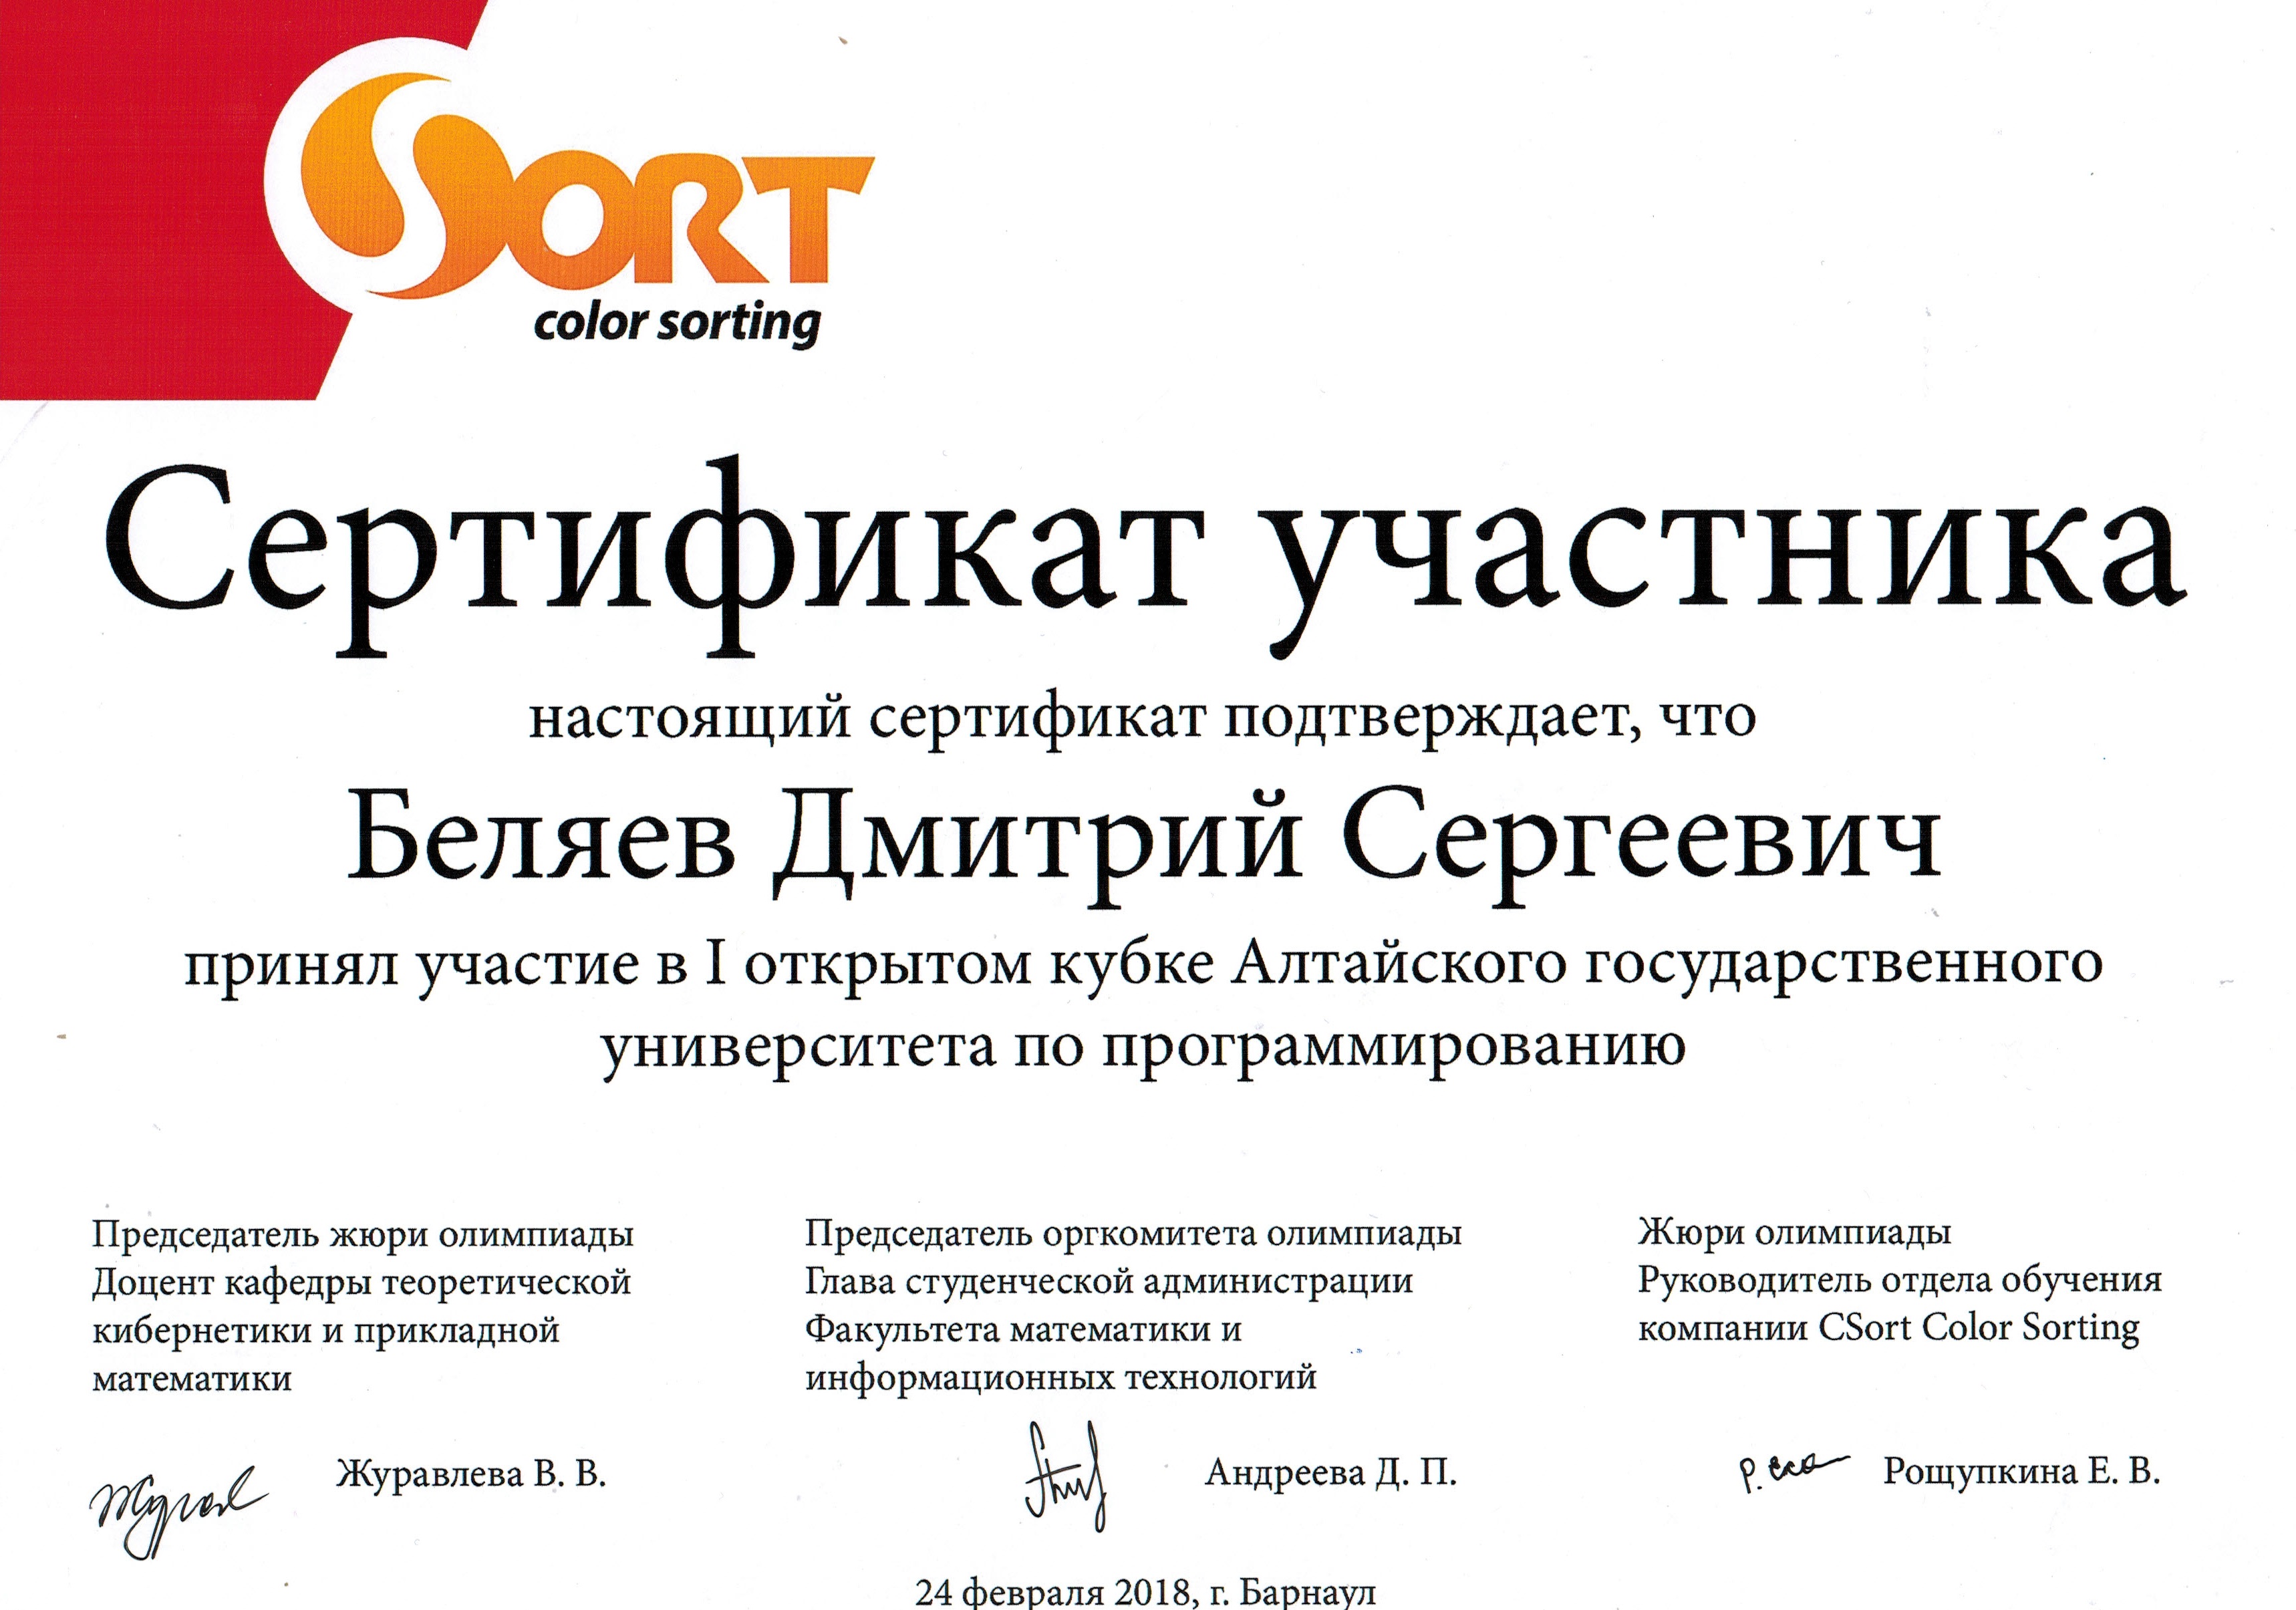 SORT
color sorting
Сертификат участника
настоящий сертификат подтверждает, что
Беляев Дмитрий Сергеевич
принял участие в I открытом кубке Алтайского государственного
университета по программированию
Председатель жюри олимпиады
Доцент кафедры теоретической
кибернетики и прикладной
математики
Журавлева В. В.
Председатель оргкомитета олимпиады
Глава студенческой администрации
Факультета математики и
информационных технологий
Андреева Д. П.
Жюри олимпиады
Руководитель отдела обучения
компании CSort Color Sorting
Рощупкина Е. В.
24 февраля 2018, г. Барнаул